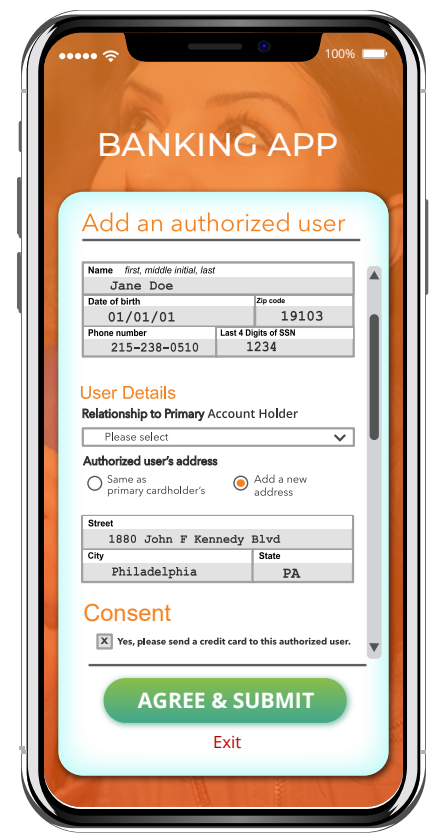 100%
BANKING APP
Add an authorized user
Name first, middle initial, last
Jane Doe
Date of birth Zip code
01/01/01 19103
Phone number Last 4 Digits of SSN
215-238-0510 1234
User Details
Relationship to Primary Account Holder
Please select
Authorized user's address
Same as
primary cardholder's
Add a new
address
Street
1880 John F Kennedy Blvd
City State
Philadelphia PA
Consent
X Yes, please send a credit card to this authorized user.
AGREE & SUBMIT
Exit